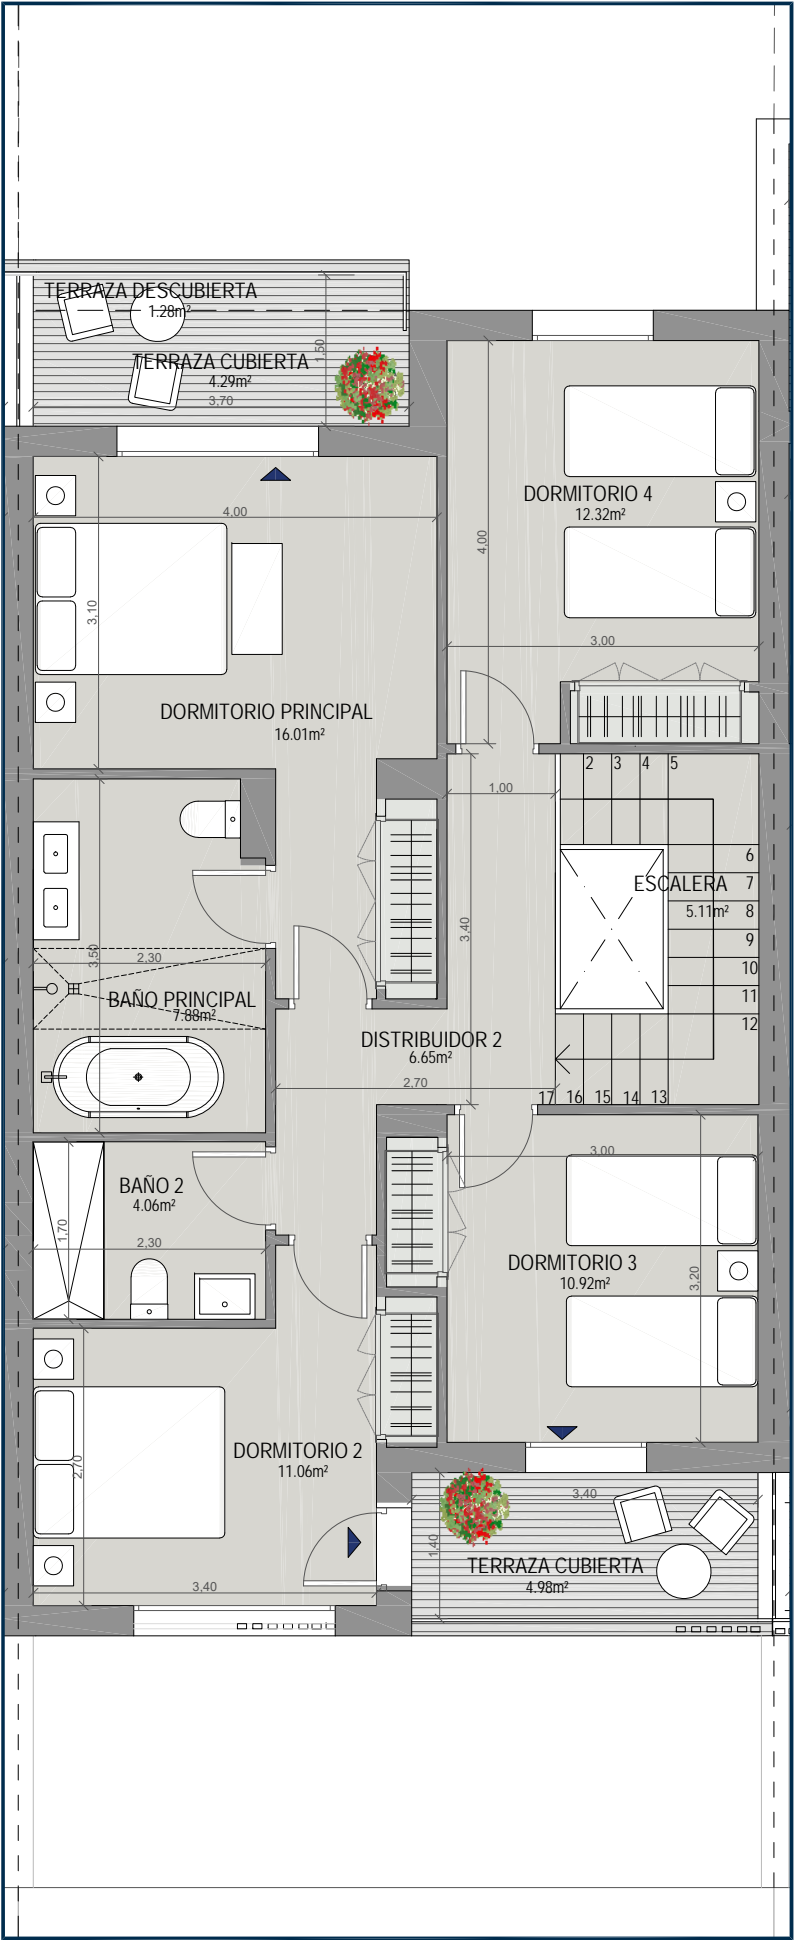 TERRAZA DESCUBIERTA
1.28m²
TERRAZA CUBIERTA
4.29m²
1,50
3,70
DORMITORIO 4
12.32m²
4,00
4,00
3,00
3,10
DORMITORIO PRINCIPAL
16.01m²
2 3 4 5
1,00
6
ESCALERA
7
5.11m²
8
9
10
11
12
3,40
3,50
2,30
BAÑO PRINCIPAL
7.88m²
DISTRIBUIDOR 2
6.65m²
2,70
17 16 15 14 13
3,00
BAÑO 2
4.06m²
1,70
2,30
DORMITORIO 3
10.92m²
3,20
DORMITORIO 2
11.06m²
2,70
3,40
3,40
1,40
TERRAZA CUBIERTA
4.98m²